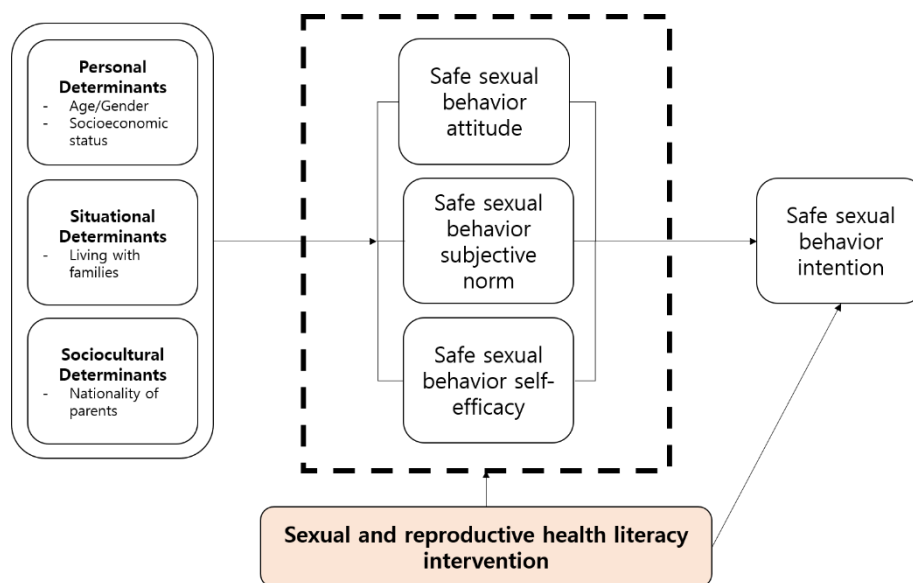 Personal
Determinants
- Age/Gender
- Socioeconomic
status
Situational
Determinants
- Living with
families
Sociocultural
Determinants
- Nationality of
parents
Safe sexual
behavior
attitude
Safe sexual
behavior
subjective
norm
Safe sexual
behavior self-
efficacy
Safe sexual
behavior
intention
Sexual and reproductive health literacy
intervention